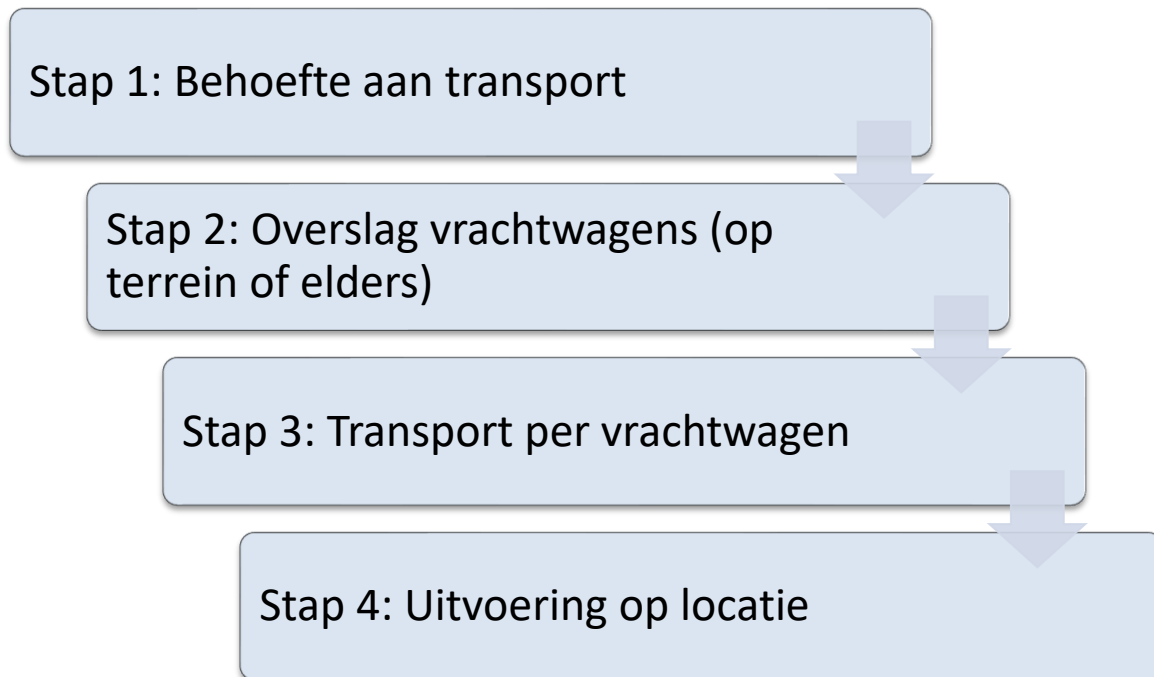 Stap 1: Behoefte aan transport
Stap 2: Overslag vrachtwagens (op
terrein of elders)
Stap 3: Transport per vrachtwagen
Stap 4: Uitvoering op locatie